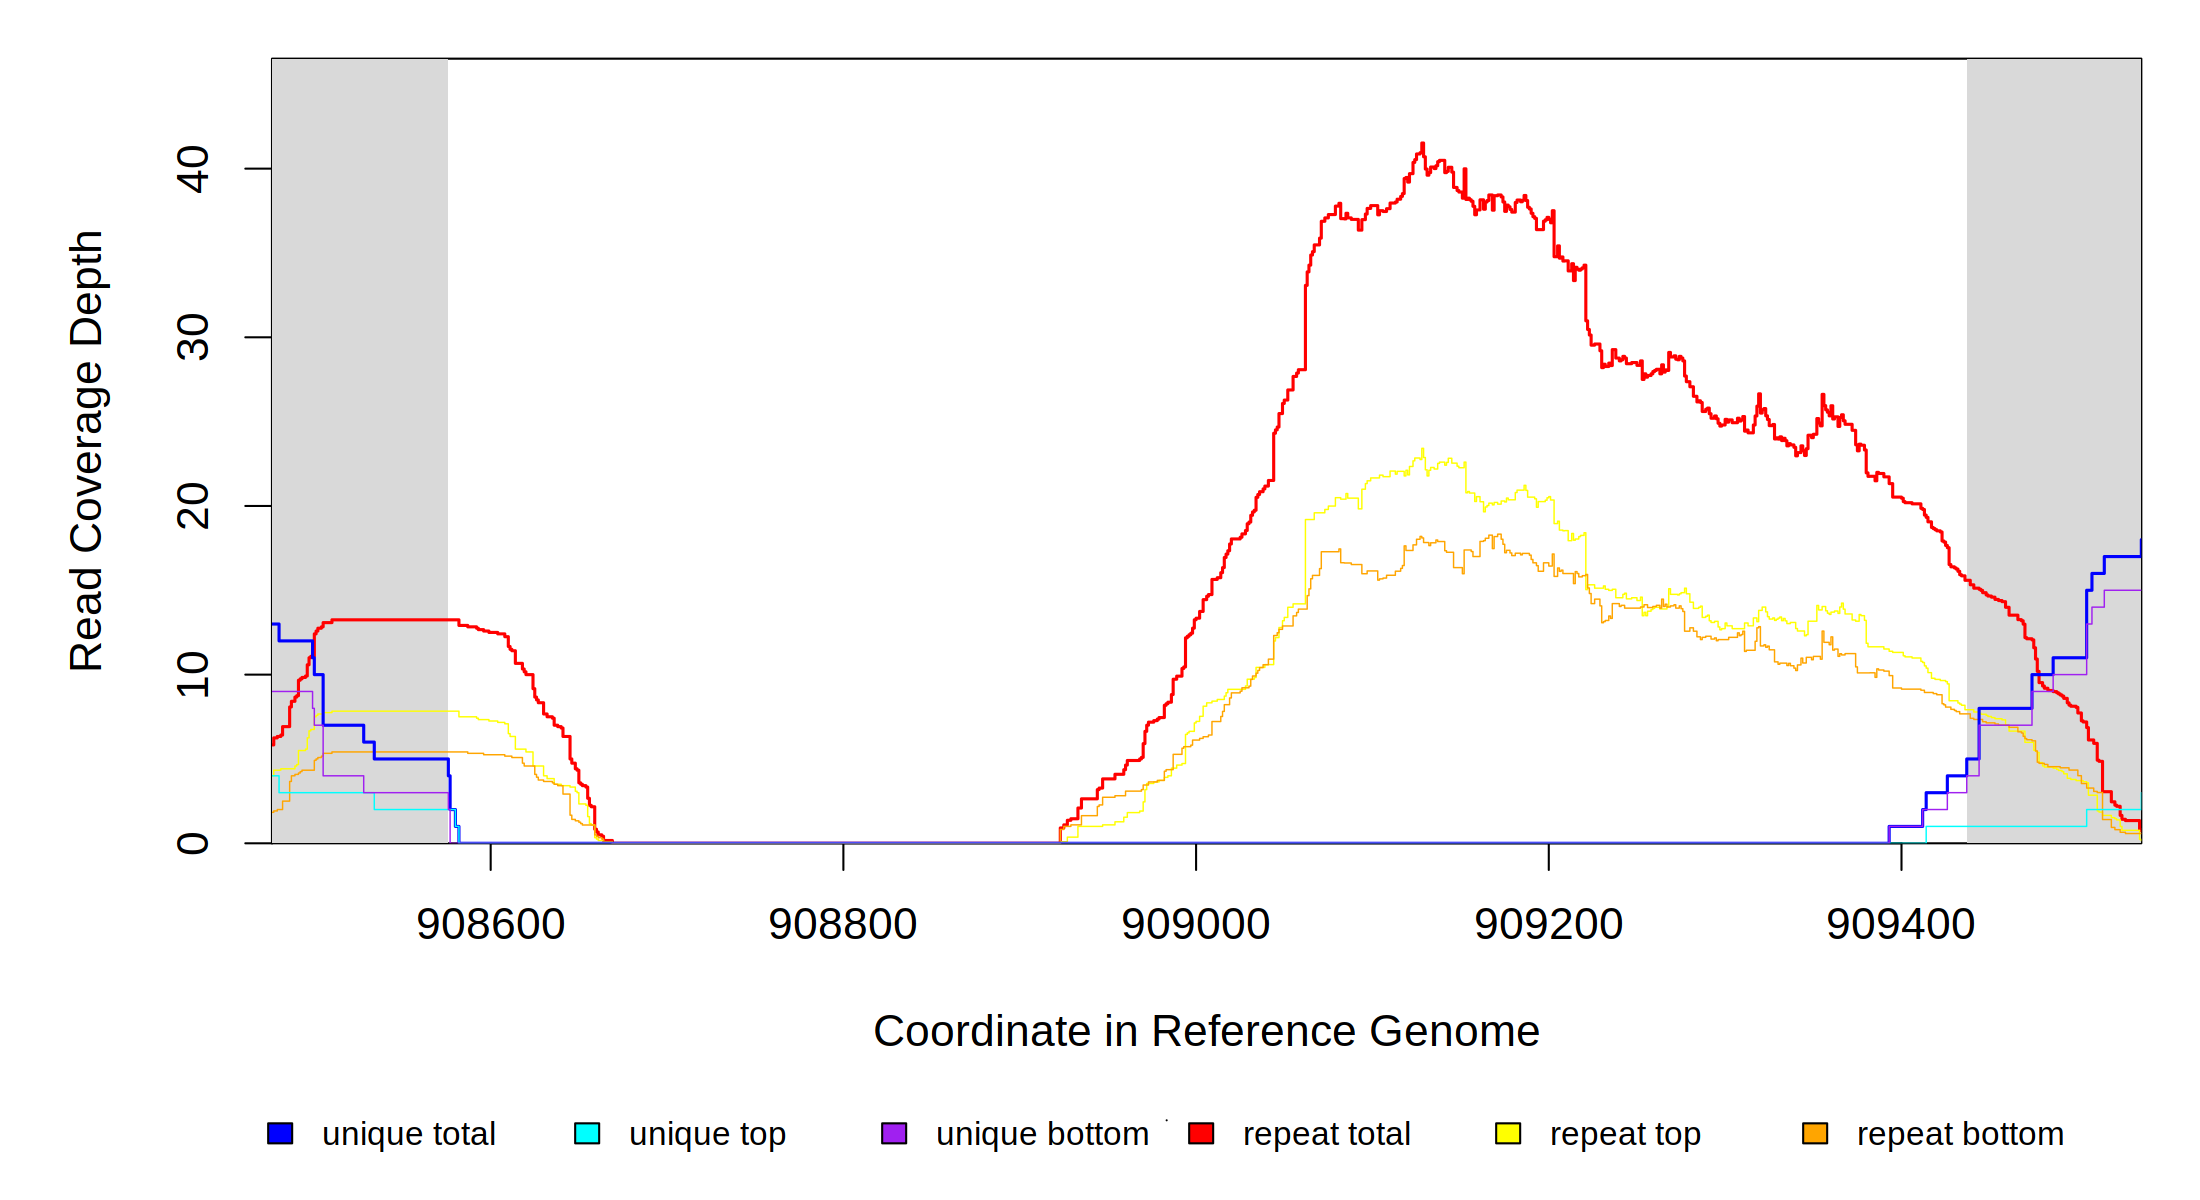 Read Coverage Depth
40
30
20
10
0
908600 908800 909000 909200 909400
Coordinate in Reference Genome
unique total unique top unique bottom repeat total repeat top repeat bottom